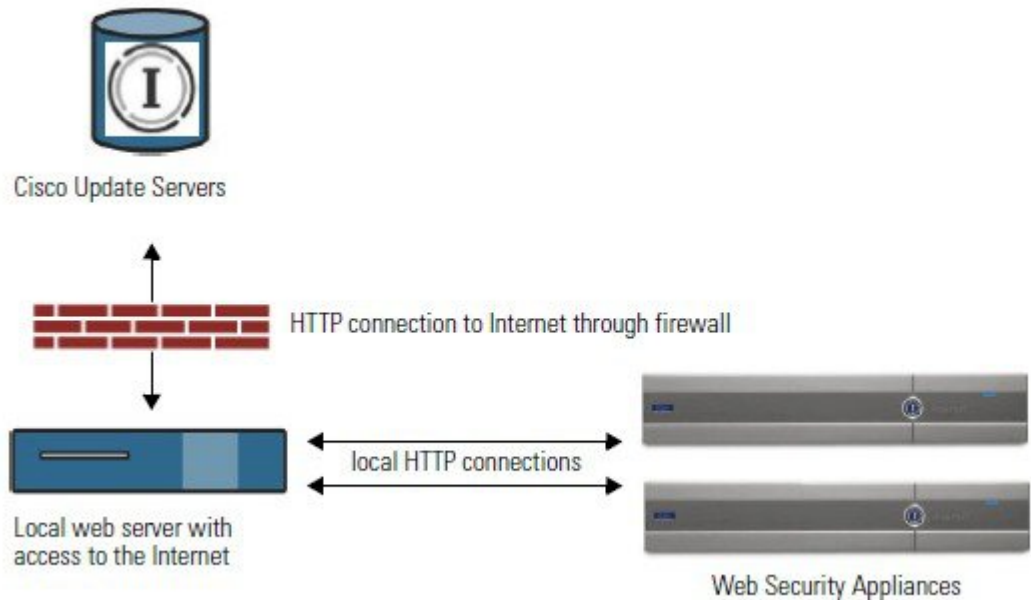 I
Cisco Update Servers
HTTP connection to Internet through firewall
local HTTP connections
Local web server with
access to the Internet
Web Security Appliances